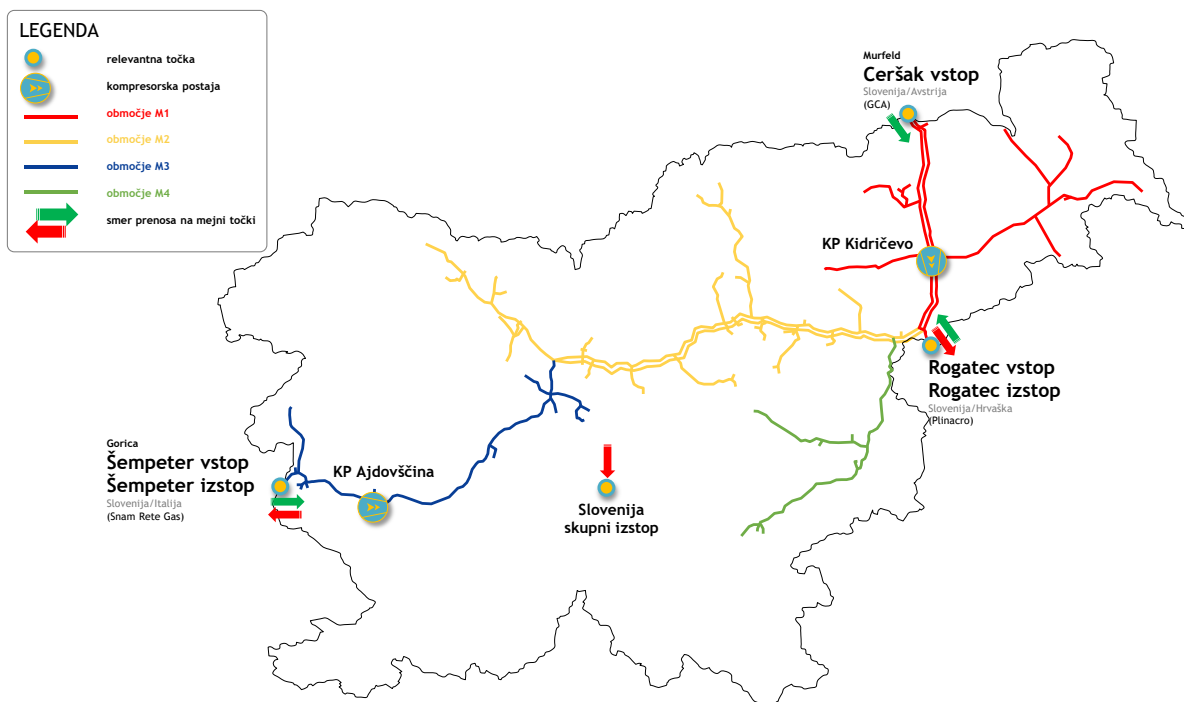 LEGENDA
relevantna točka
kompresorska postaja
območje M1
območje M2
območje M3
območje M4
smer prenosa na mejni točki
Murfeld
Ceršak vstop
Slovenija/Avstrija
(GCA)
KP Kidričevo
Rogatec vstop
Rogatec izstop
Slovenija/Hrvaška
(Plinacro)
Gorica
Šempeter vstop
Šempeter izstop
Slovenija/Italija
(Snam Rete Gas)
KP Ajdovščina
Slovenija
skupni izstop